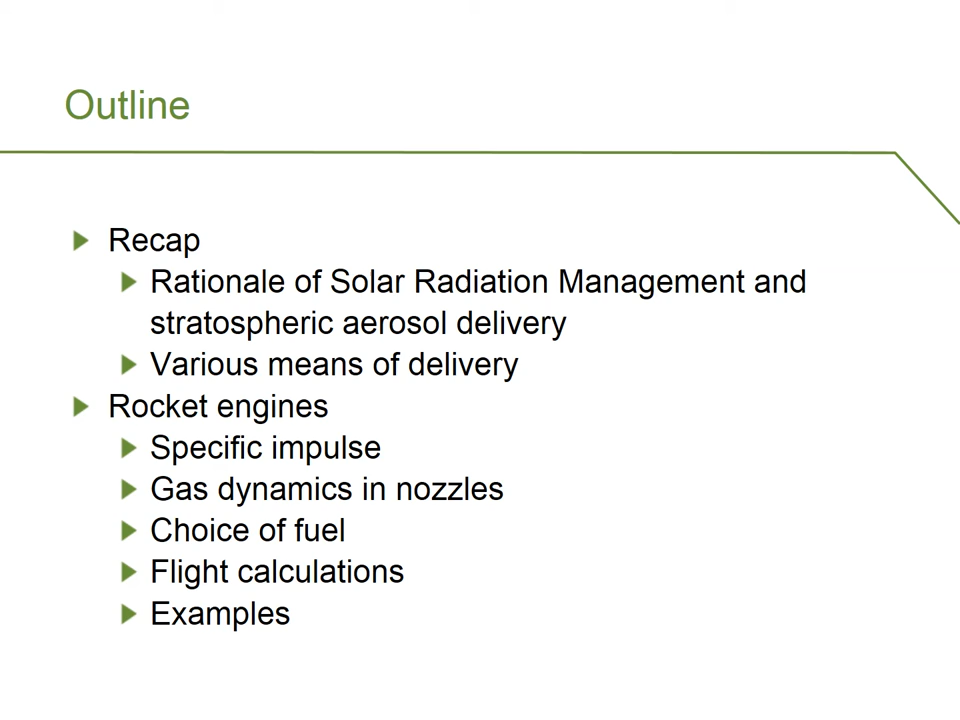 Outline
Recap
Rationale of Solar Radiation Management and
stratospheric aerosol delivery
Various means of delivery
Rocket engines
Specific impulse
Gas dynamics in nozzles
Choice of fuel
Flight calculations
Examples